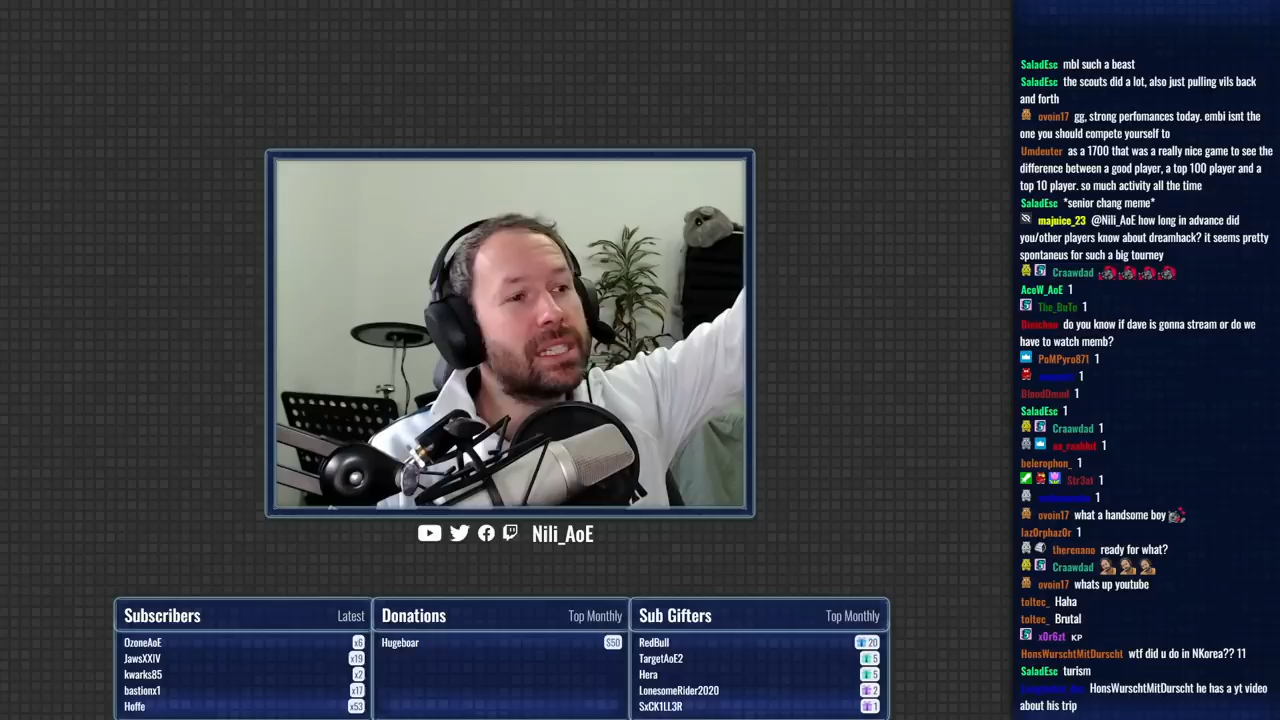 SaladEsc mbl such a beast
SaladEsc the scouts did a lot, also just pulling vils back
and forth
ovoin17 gg, strong perfomances today. embi isnt the
one you should compete yourself to
Umdeuter as a 1700 that was a really nice game to see the
difference between a good player, a top 100 player and a
top 10 player. so much activity all the time
SaladEsc *senior chang meme*
majuice_23 @Nili_AoE how long in advance did
you/other players know about dreamhack? it seems pretty
spontaneus for such a big tourney
Craawdad
AceW_AoE 1
The_BuTo 1
do you know if dave is gonna stream or do we
have to watch memb?
PoMPyro871 1
1
1
SaladEsc 1
Craawdad 1
1
belerophon_ 1
Str3at 1
1
ovoin17 what a handsome boy
laz0rphaz0r 1
therenano ready for what?
Craawdad
ovoin17 whats up youtube
toltec_ Haha
toltec_ Brutal
x0r6zt KP
HonsWurschtMitDurscht wtf did u do in NKorea?? 11
SaladEsc turism
HonsWurschtMitDurscht he has a yt video
about his trip
Nili_AoE
Subscribers Latest
OzoneAoE x6
JawsXXIV x19
kwarks85 x2
bastionx1 x17
Hoffe x53
Donations Top Monthly
Hugeboar $50
Sub Gifters Top Monthly
RedBull 20
TargetAoE2 5
Hera 5
LonesomeRider2020 2
SxCK1LL3R 1